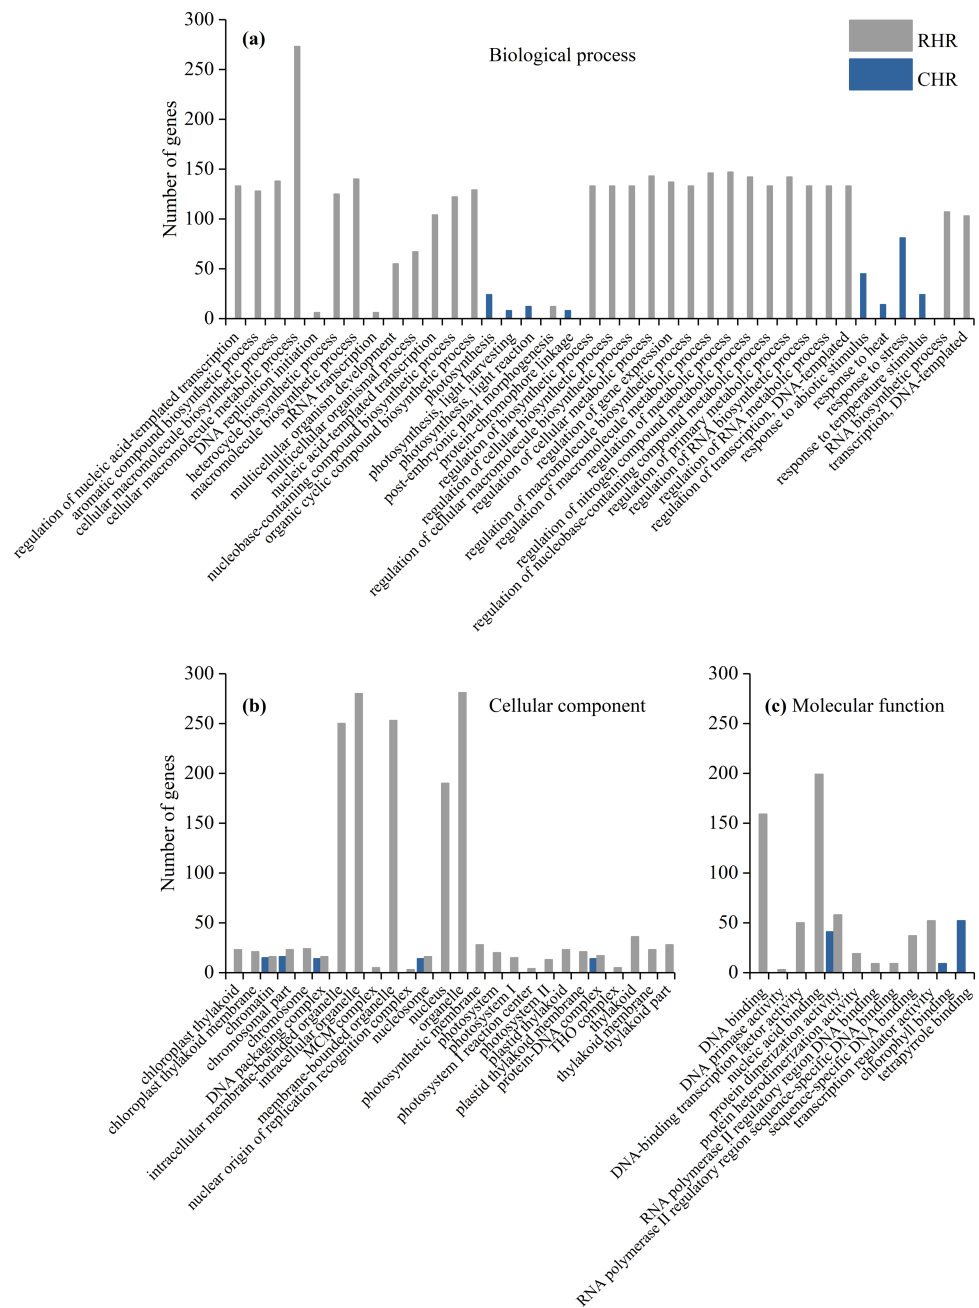 300
250
200
150
100
50
0
Number of genes
(a)
Biological process
RHR
CHR
regulation of nucleic acid-templated transcription
aromatic compound biosynthetic process
cellular macromolecule biosynthetic process
cellular macromolecule metabolic process
DNA replication initiation
heterocycle biosynthetic process
macromolecule biosynthetic process
RNA transcription
multicellular organism development
multicellular organismal process
nucleic acid-templated transcription
nucleobase-containing compound biosynthetic process
organic cyclic compound biosynthetic process
photosynthesis
photosynthesis, light harvesting
photosynthesis, light reaction
post-embryonic plant morphogenesis
protein-chromophore linkage
regulation of biosynthetic process
regulation of cellular biosynthetic process
regulation of cellular macromolecule biosynthetic process
regulation of cellular metabolic process
regulation of gene expression
regulation of macromolecule biosynthetic process
regulation of macromolecule metabolic process
regulation of metabolic process
regulation of nitrogen compound metabolic process
regulation of nucleobase-containing compound metabolic process
regulation of primary metabolic process
regulation of RNA biosynthetic process
regulation of RNA metabolic process
regulation of transcription, DNA-templated
response to abiotic stimulus
response to heat
response to stress
response to temperature stimulus
RNA biosynthetic process
transcription, DNA-templated
300
250
200
150
100
50
0
Number of genes
(b)
Cellular component
chloroplast thylakoid
chloroplast thylakoid membrane
chromatin
chromosomal part
chromosome
DNA packaging complex
intracellular membrane-bounded organelle
intracellular organelle
MCM complex
membrane-bounded organelle
nuclear origin of replication recognition complex
nucleosome
nucleus
organelle
photosynthetic membrane
photosystem
photosystem I
photosystem I reaction center
photosystem II
plastid thylakoid
plastid thylakoid membrane
protein-DNA complex
THO complex
thylakoid
thylakoid membrane
thylakoid part
300
250
200
150
100
50
0
(c) Molecular function
DNA binding
DNA primase activity
DNA-binding transcription factor activity
nucleic acid binding
protein dimerization activity
protein heterodimerization activity
RNA polymerase II regulatory region DNA binding
RNA polymerase II regulatory region sequence-specific DNA binding
sequence-specific DNA binding
transcription regulator activity
chlorophyll binding
tetrapyrrole binding